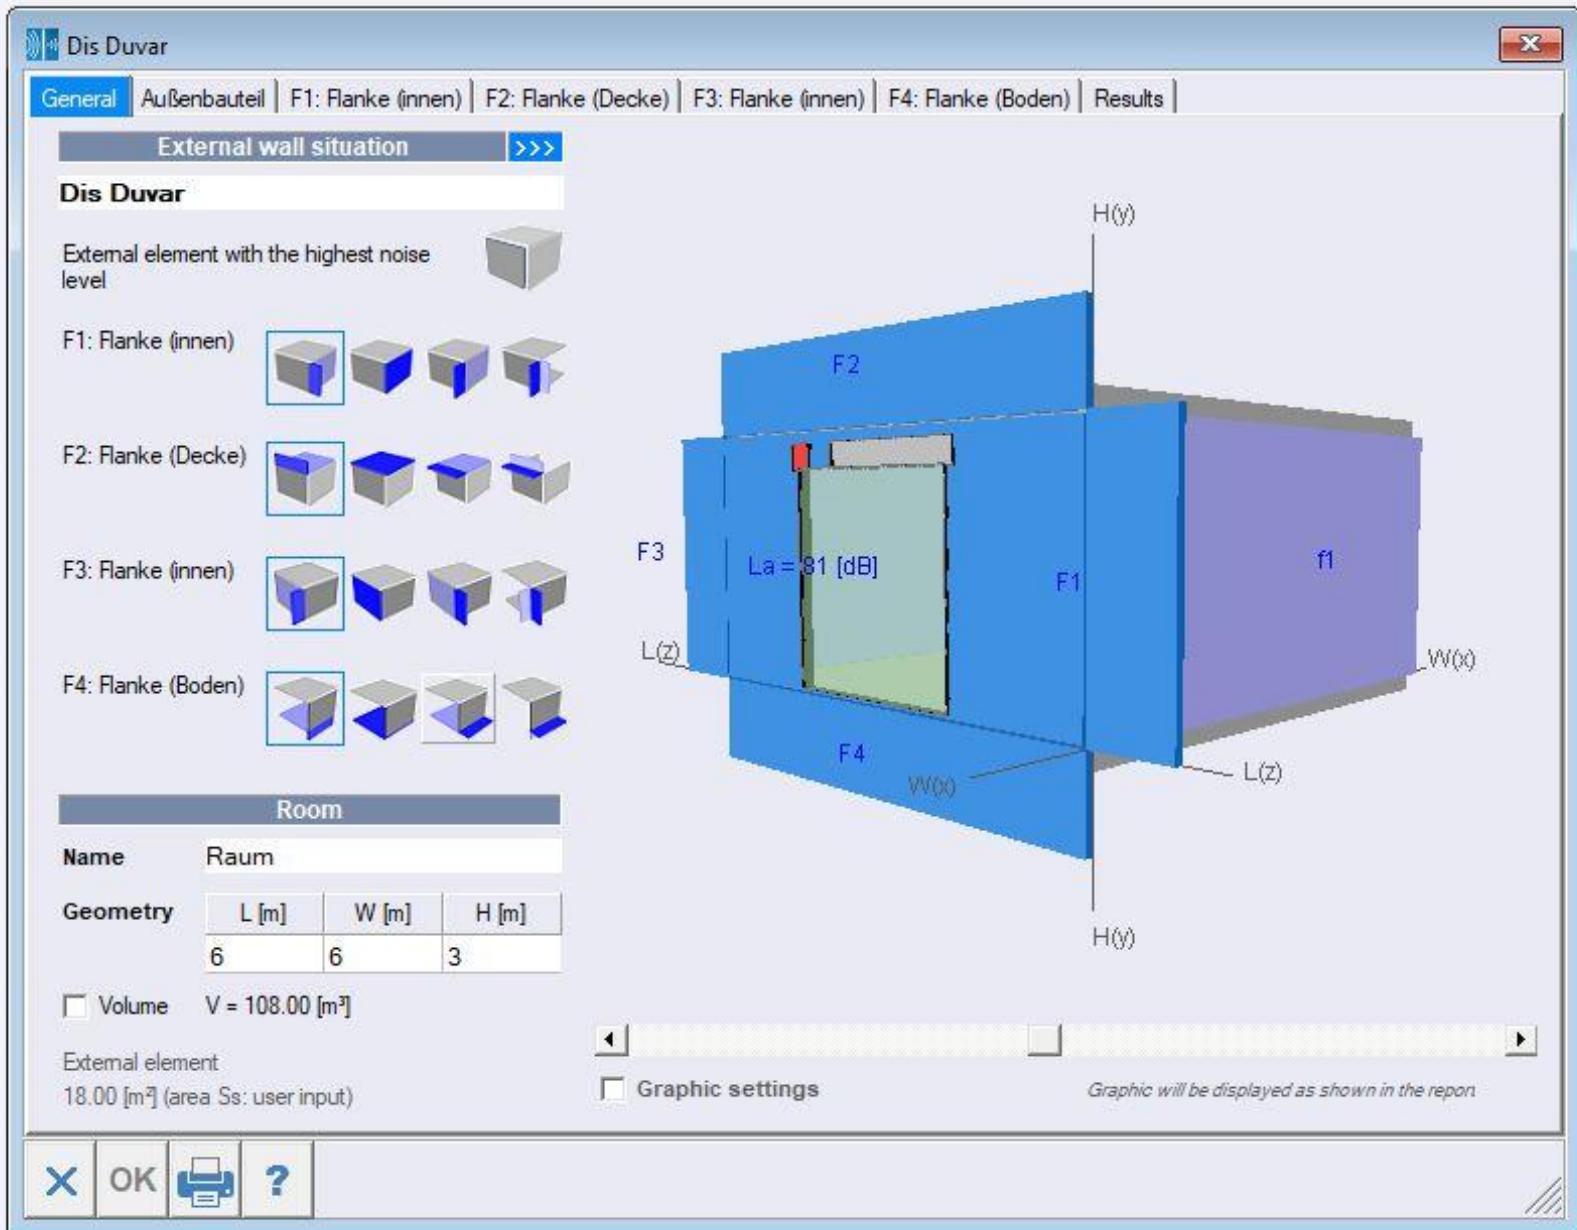 Dis Duvar
General Außenbauteil F1: Flanke (innen) F2: Flanke (Decke) F3: Flanke (innen) F4: Flanke (Boden) Results
External wall situation >>>
Dis Duvar
External element with the highest noise
level
F1: Flanke (innen)
F2: Flanke (Decke)
F3: Flanke (innen)
F4: Flanke (Boden)
Room
Name Raum
Geometry L [m] W [m] H [m]
6 6 3
Volume V = 108.00 [m³]
External element
18.00 [m²] (area Ss: user input)
H(y)
F2
F3
La = 81 [dB]
F1
f1
L(z)
W(x)
F4
W(x)
L(z)
H(y)
Graphic settings
Graphic will be displayed as shown in the report
OK
?